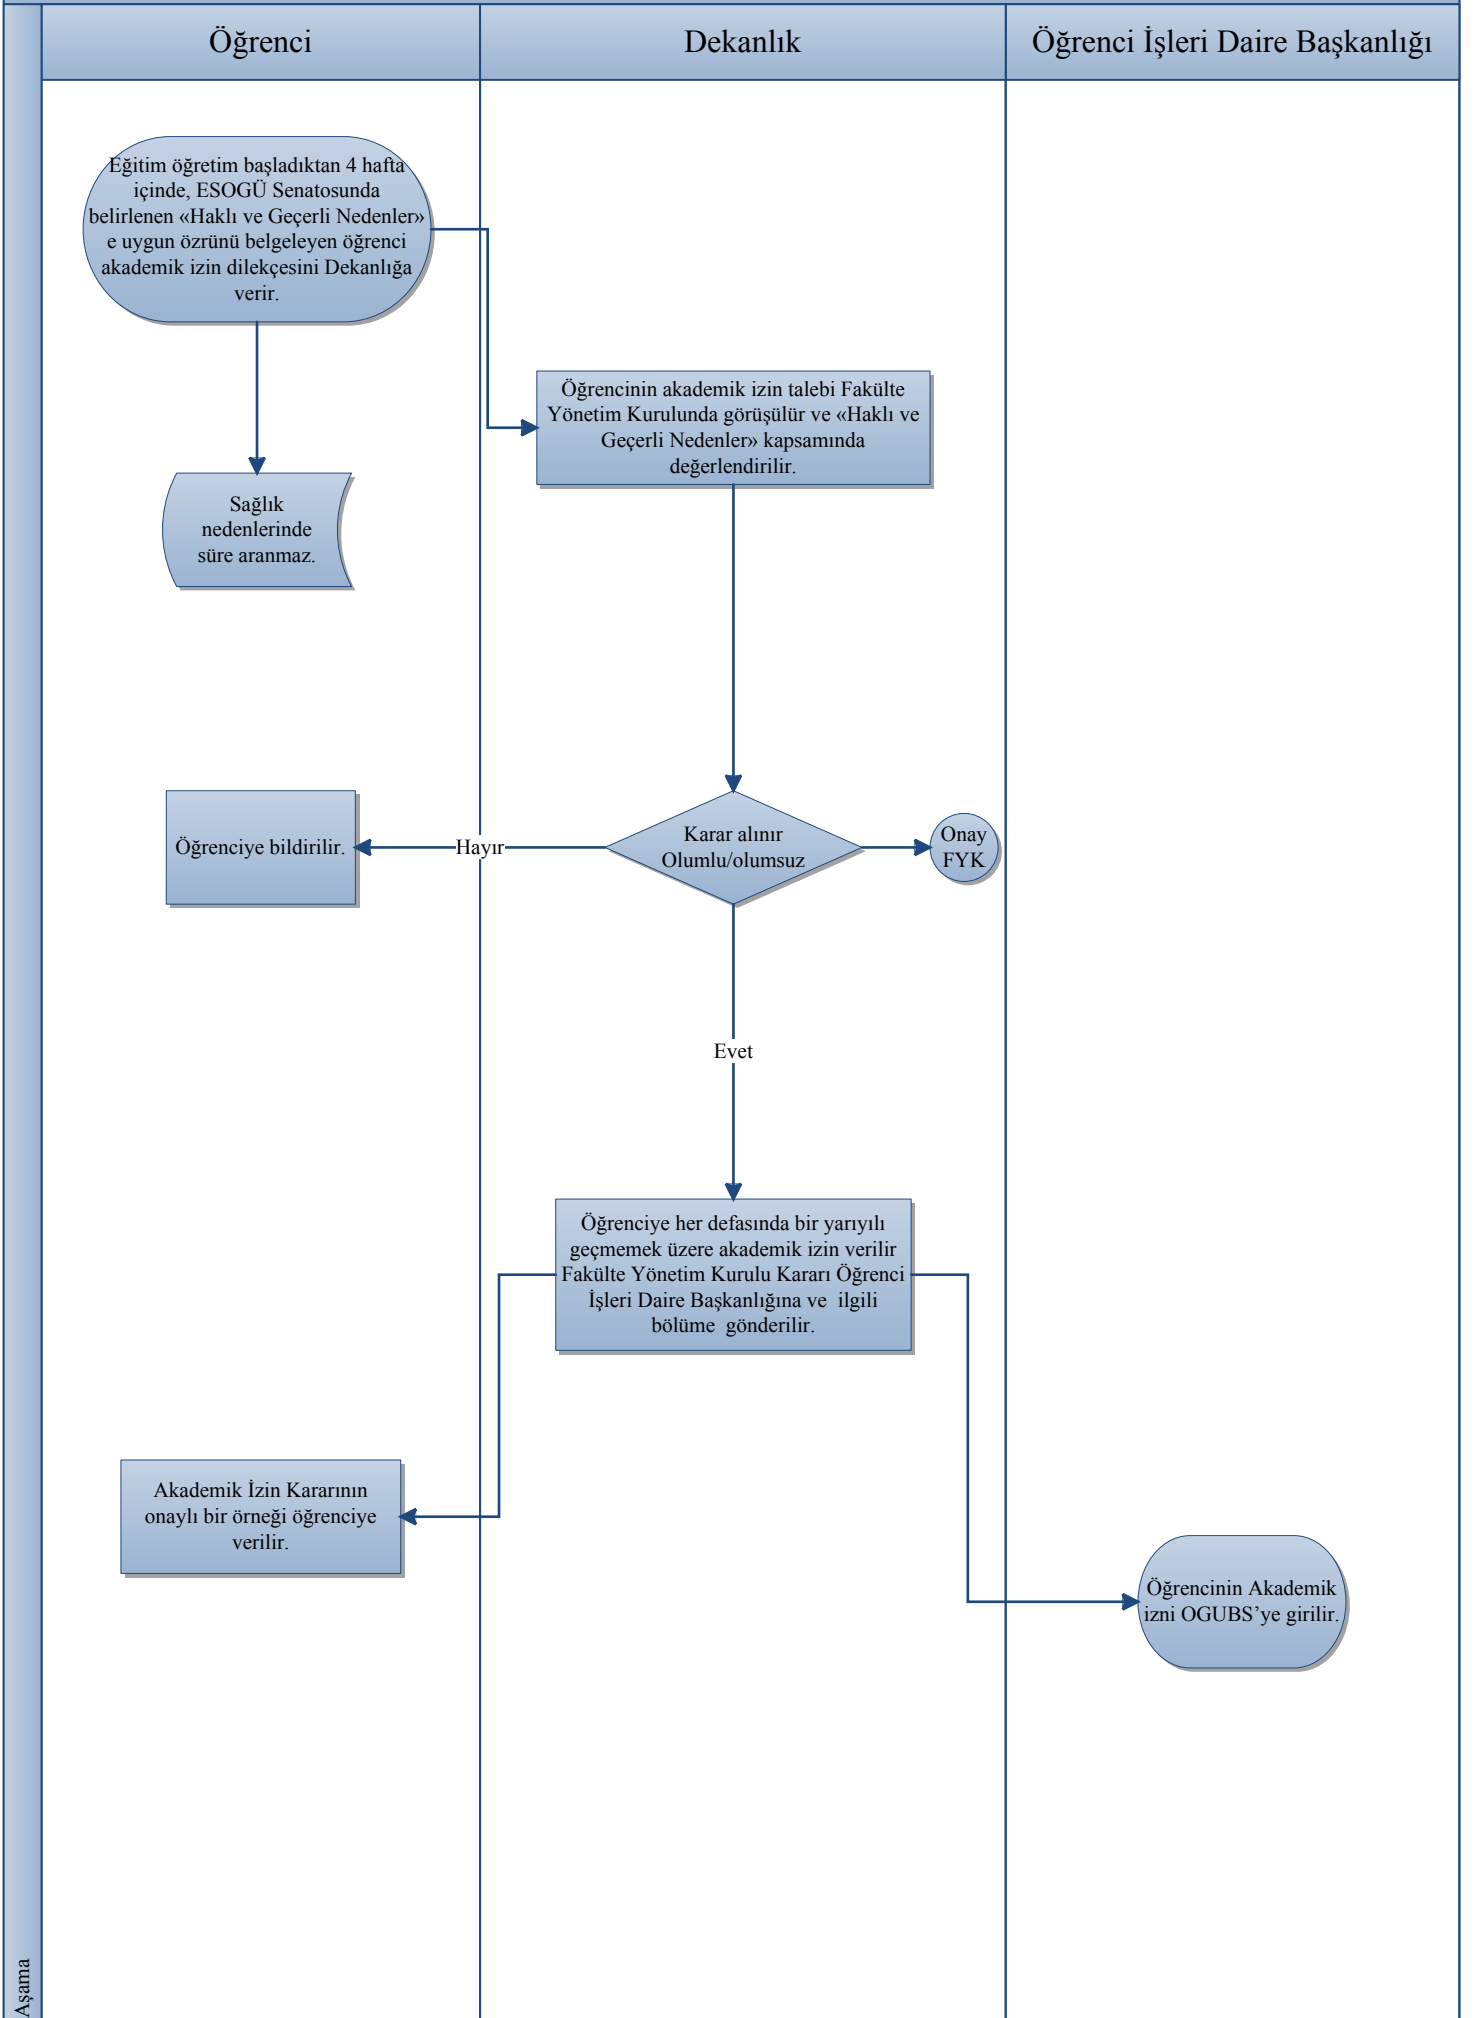 Öğrenci
Dekanlık
Öğrenci İşleri Daire Başkanlığı
Eğitim öğretim başladıktan 4 hafta
içinde, ESOGÜ Senatosunda
belirlenen «Haklı ve Geçerli Nedenler»
e uygun özrünü belgeleyen öğrenci
akademik izin dilekçesini Dekanlığa
verir.
Öğrencinin akademik izin talebi Fakülte
Yönetim Kurulunda görüşülür ve «Haklı ve
Geçerli Nedenler» kapsamında
değerlendirilir.
Sağlık
nedenlerinde
süre aranmaz.
Öğrenciye bildirilir.
Hayır
Karar alınır
Olumlu/olumsuz
Onay
FYK
Evet
Öğrenciye her defasında bir yarıyılı
geçmemek üzere akademik izin verilir
Fakülte Yönetim Kurulu Kararı Öğrenci
İşleri Daire Başkanlığına ve  ilgili
bölüme  gönderilir.
Akademik İzin Kararının
onaylı bir örneği öğrenciye
verilir.
Öğrencinin Akademik
izni OGUBS’ye girilir.
Aşama